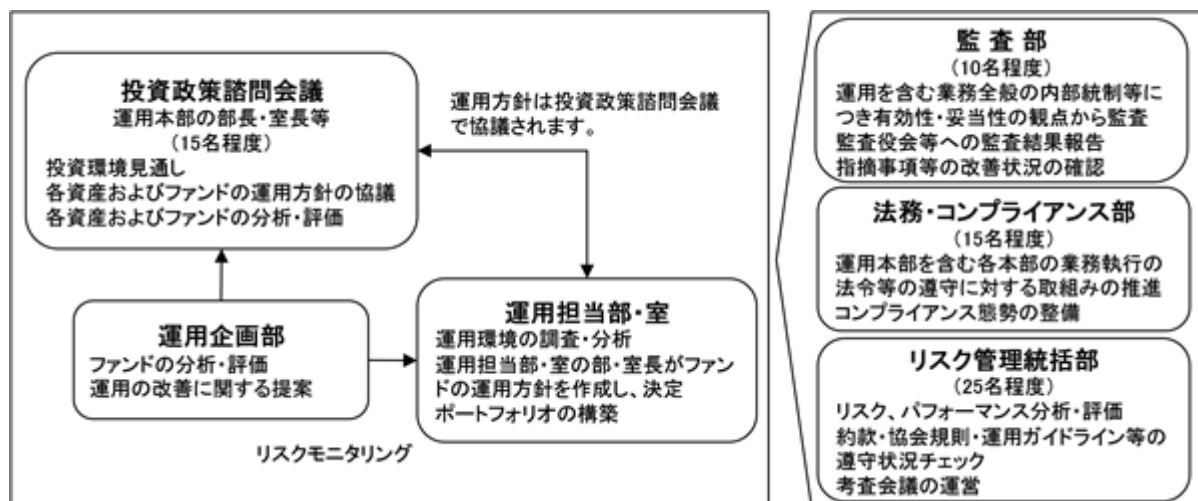 投資政策諮問会議
運用本部の部長・室長等
(15名程度)
投資環境見通し
各資産およびファンドの運用方針の協議
各資産およびファンドの分析・評価
運用方針は投資政策諮問会議
で協議されます。
運用企画部
ファンドの分析・評価
運用の改善に関する提案
運用担当部・室
運用環境の調査・分析
運用担当部・室の部・室長がファン
ドの運用方針を作成し、決定
ポートフォリオの構築
リスクモニタリング
監査部
(10名程度)
運用を含む業務全般の内部統制等に
つき有効性・妥当性の観点から監査
監査役会等への監査結果報告
指摘事項等の改善状況の確認
法務・コンプライアンス部
(15名程度)
運用本部を含む各本部の業務執行の
法令等の遵守に対する取組みの推進
コンプライアンス態勢の整備
リスク管理統括部
(25名程度)
リスク、パフォーマンス分析・評価
約款・協会規則・運用ガイドライン等の
遵守状況チェック
考査会議の運営